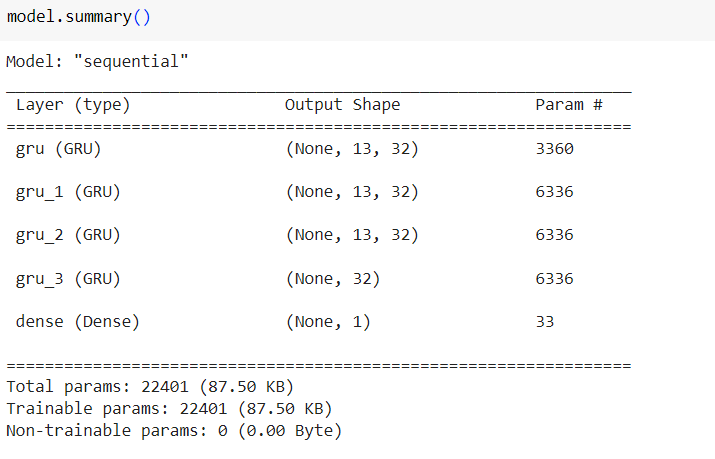 model.summary()
Model: "sequential"
_________________________________________________________________
Layer (type) Output Shape Param #
=================================================================
gru (GRU) (None, 13, 32) 3360
gru_1 (GRU) (None, 13, 32) 6336
gru_2 (GRU) (None, 13, 32) 6336
gru_3 (GRU) (None, 32) 6336
dense (Dense) (None, 1) 33
=================================================================
Total params: 22401 (87.50 KB)
Trainable params: 22401 (87.50 KB)
Non-trainable params: 0 (0.00 Byte)